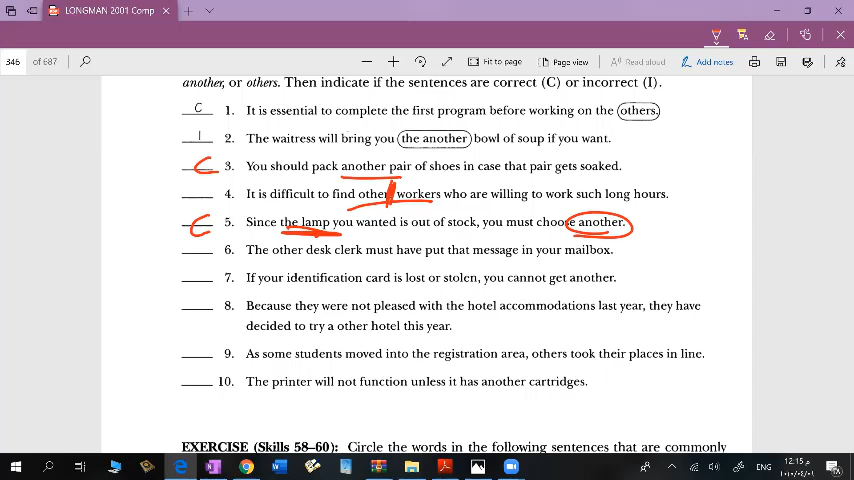 LONGMAN 2001 Comp
346 of 687
Fit to page
Page view
Read aloud
Add notes
another, or others. Then indicate if the sentences are correct (C) or incorrect (I).
C 1. It is essential to complete the first program before working on the others.
I 2. The waitress will bring you the another bowl of soup if you want.
C 3. You should pack another pair of shoes in case that pair gets soaked.
4. It is difficult to find other workers who are willing to work such long hours.
C 5. Since the lamp you wanted is out of stock, you must choose another.
6. The other desk clerk must have put that message in your mailbox.
7. If your identification card is lost or stolen, you cannot get another.
8. Because they were not pleased with the hotel accommodations last year, they have
decided to try a other hotel this year.
9. As some students moved into the registration area, others took their places in line.
10. The printer will not function unless it has another cartridges.
EXERCISE (Skills 58–60): Circle the words in the following sentences that are commonly
ENG